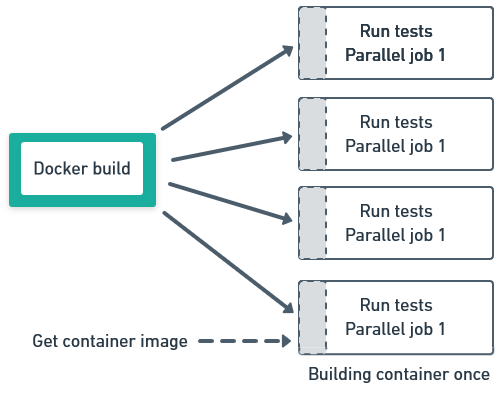 Run tests
Parallel job 1
Run tests
Parallel job 1
Docker build
Run tests
Parallel job 1
Run tests
Parallel job 1
Get container image
Building container once